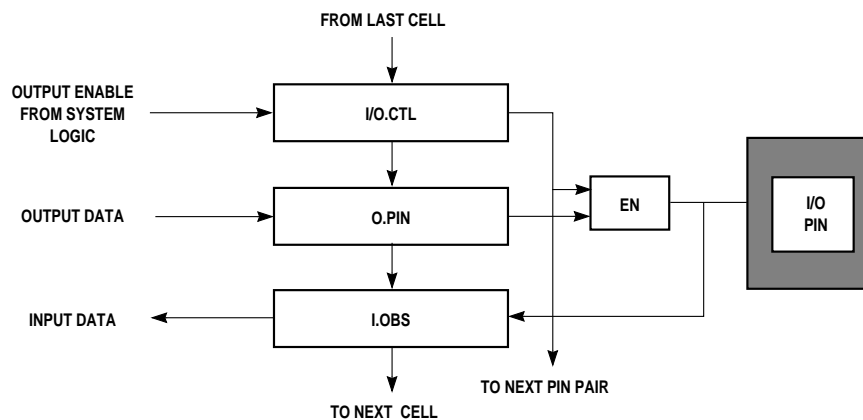 FROM LAST CELL
OUTPUT ENABLE
FROM SYSTEM
LOGIC
I/O.CTL
OUTPUT DATA
O.PIN
EN
I/O
PIN
INPUT DATA
I.OBS
TO NEXT PIN PAIR
TO NEXT CELL